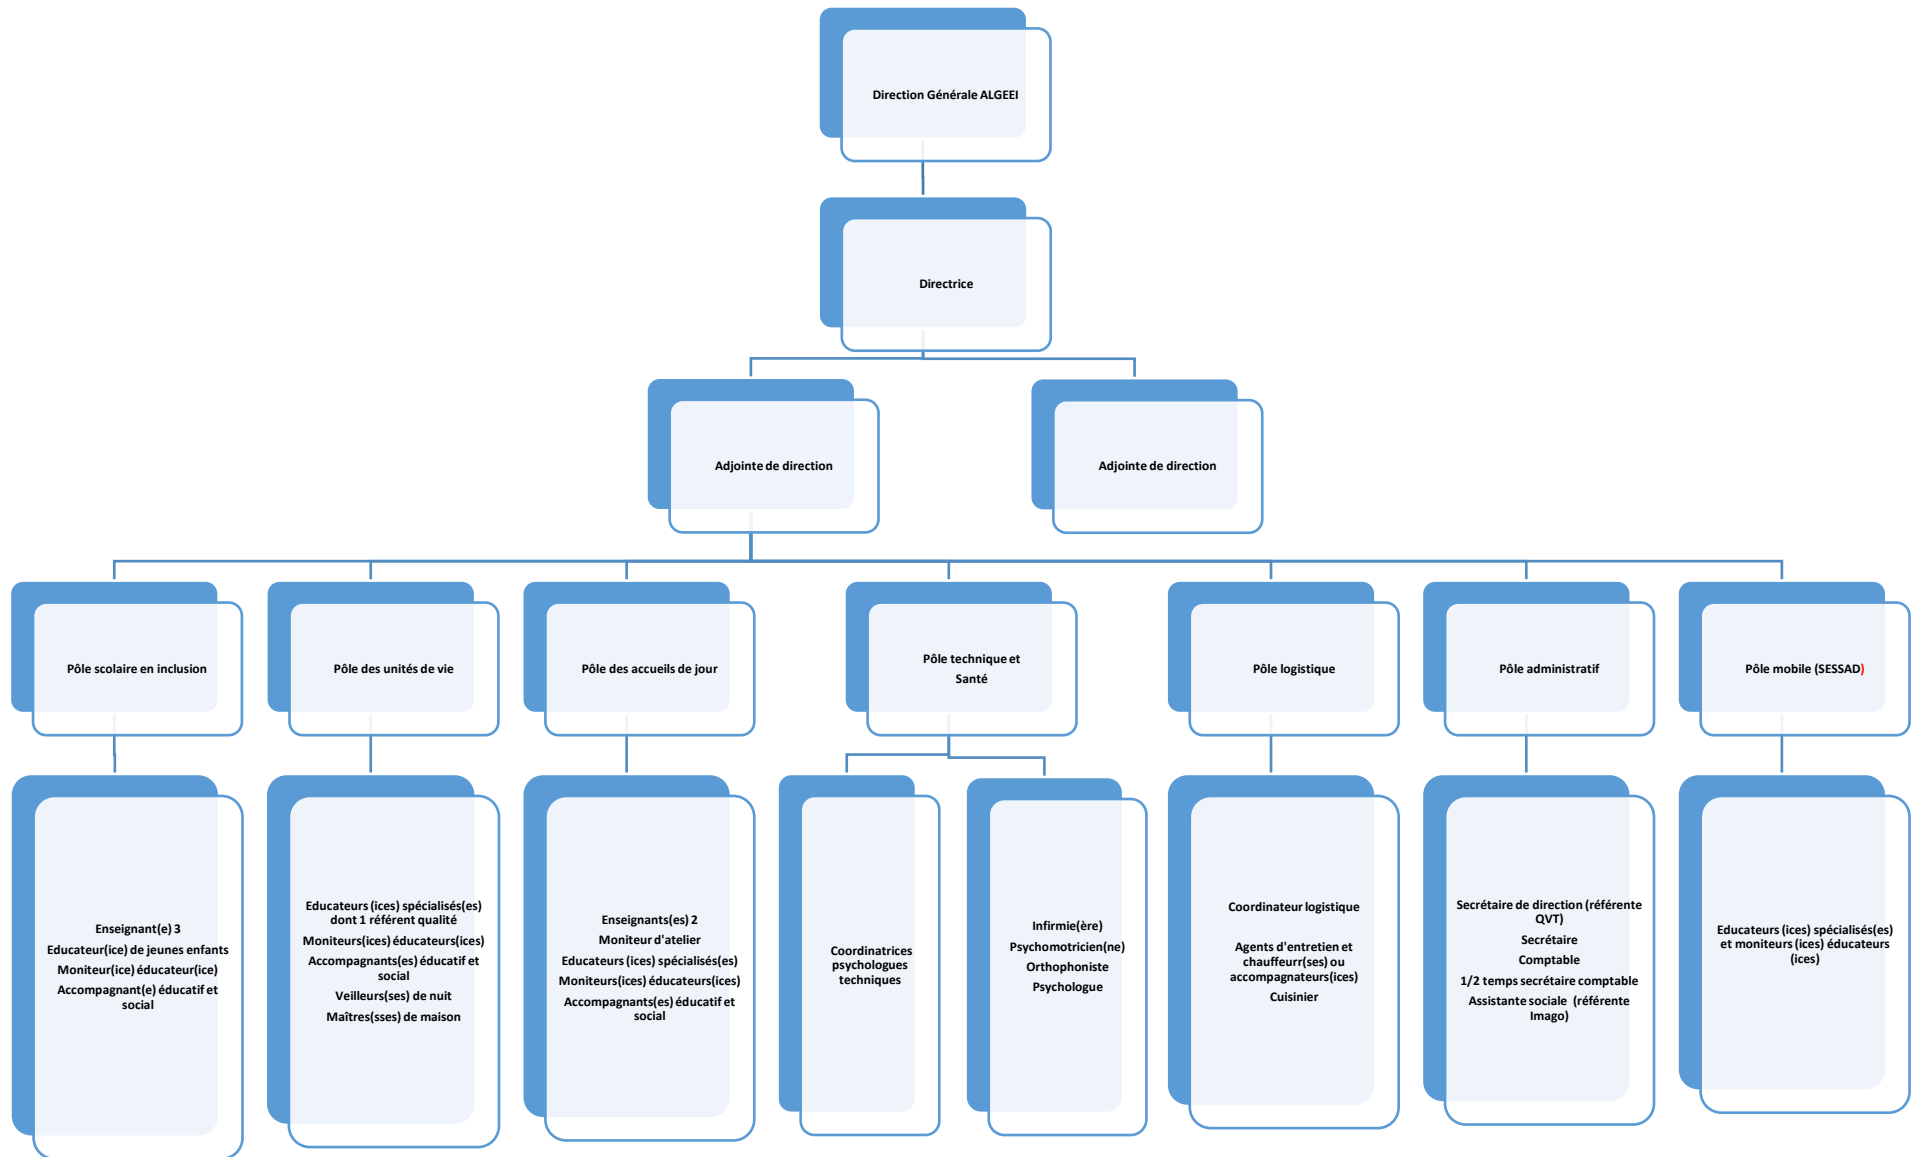 Direction Générale ALGEEI
Directrice
Adjointe de direction
Adjointe de direction
Pôle scolaire en inclusion
Pôle des unités de vie
Pôle des accueils de jour
Pôle technique et
Santé
Pôle logistique
Pôle administratif
Pôle mobile (SESSAD)
Enseignant(e) 3
Educateur(ice) de jeunes enfants
Moniteur(ice) éducateur(ice)
Accompagnant(e) éducatif et
social
Educateurs (ices) spécialisés(es)
dont 1 référent qualité
Moniteurs(ices) éducateurs(ices)
Accompagnants(es) éducatif et
social
Veilleurs(ses) de nuit
Maîtres(sses) de maison
Enseignants(es) 2
Moniteur d'atelier
Educateurs (ices) spécialisés(es)
Moniteurs(ices) éducateurs(ices)
Accompagnants(es) éducatif et
social
Coordinatrices
psychologues
techniques
Infirmie(ère)
Psychomotricien(ne)
Orthophoniste
Psychologue
Coordinateur logistique
Agents d'entretien et
chauffeurr(ses) ou
accompagnateurs(ices)
Cuisinier
Secrétaire de direction (référente
QVT)
Secrétaire
Comptable
1/2 temps secrétaire comptable
Assistante sociale (référente
Imago)
Educateurs (ices) spécialisés(es)
et moniteurs (ices) éducateurs
(ices)